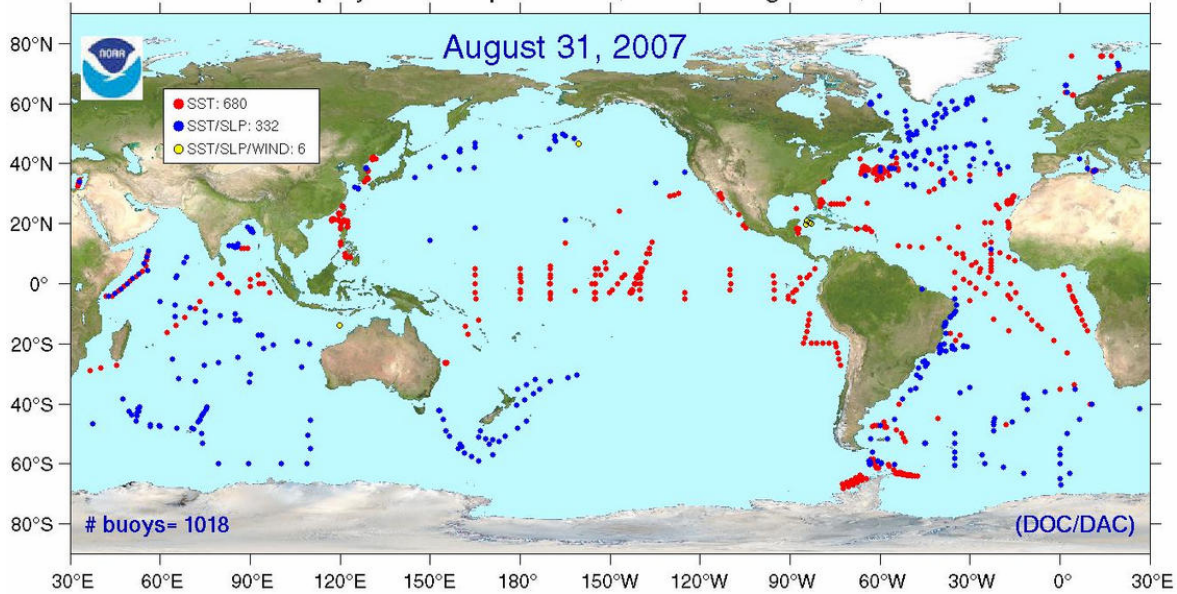 August 31, 2007
NOAA
SST: 680
SST/SLP: 332
SST/SLP/WIND: 6
80°N
60°N
40°N
20°N
0°
20°S
40°S
60°S
80°S
# buoys= 1018
(DOC/DAC)
30°E 60°E 90°E 120°E 150°E 180° 150°W 120°W 90°W 60°W 30°W 0° 30°E